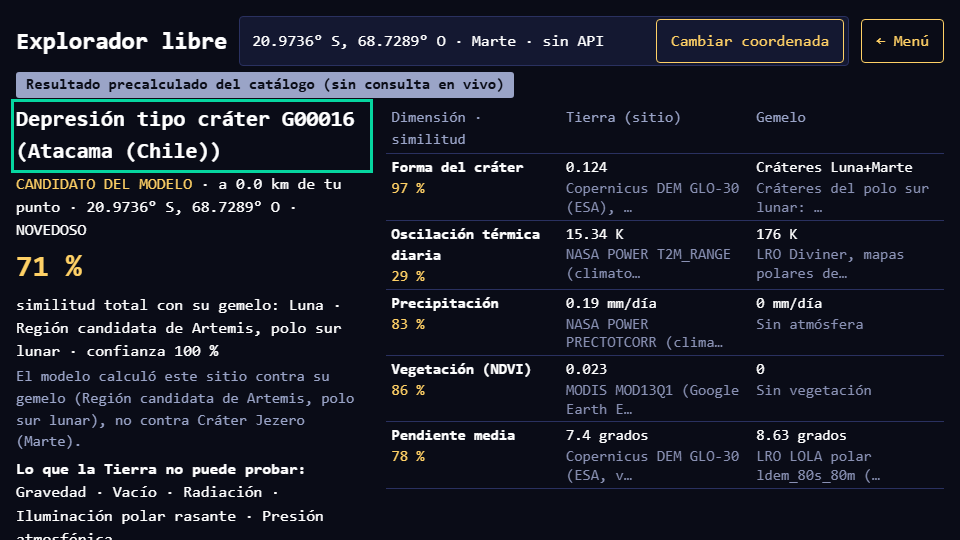 Explorador libre
20.9736° S, 68.7289° O · Marte · sin API
Cambiar coordenada
← Menú
Resultado precalculado del catálogo (sin consulta en vivo)
Depresión tipo cráter G00016
(Atacama (Chile))
CANDIDATO DEL MODELO · a 0.0 km de tu
punto · 20.9736° S, 68.7289° O ·
NOVEDOSO
71 %
similitud total con su gemelo: Luna ·
Región candidata de Artemis, polo sur
lunar · confianza 100 %
El modelo calculó este sitio contra su
gemelo (Región candidata de Artemis, polo
sur lunar), no contra Cráter Jezero
(Marte).
Lo que la Tierra no puede probar:
Gravedad · Vacío · Radiación ·
Iluminación polar rasante · Presión
atmosférica
Dimensión ·
similitud
Tierra (sitio)
Gemelo
Forma del cráter
97 %
0.124
Copernicus DEM GLO-30
(ESA), …
Cráteres Luna+Marte
Cráteres del polo sur
lunar: …
Oscilación térmica
diaria
29 %
15.34 K
NASA POWER T2M_RANGE
(climato…
176 K
LRO Diviner, mapas
polares de…
Precipitación
83 %
0.19 mm/día
NASA POWER
PRECTOTCORR (clima…
0 mm/día
Sin atmósfera
Vegetación (NDVI)
86 %
0.023
MODIS MOD13Q1 (Google
Earth E…
0
Sin vegetación
Pendiente media
78 %
7.4 grados
Copernicus DEM GLO-30
(ESA, v…
8.63 grados
LRO LOLA polar
ldem_80s_80m (…